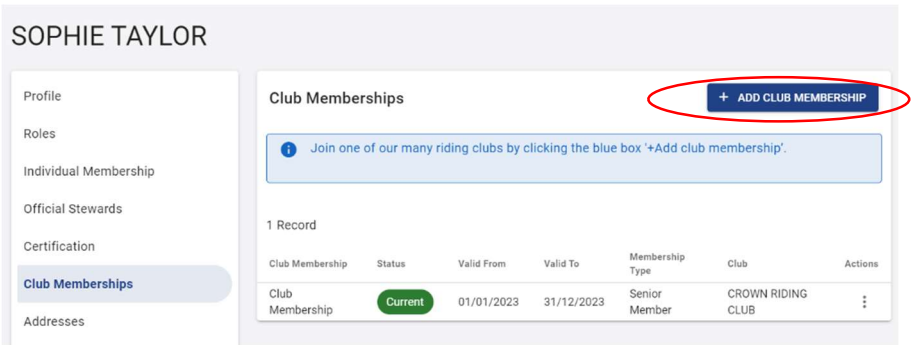 SOPHIE TAYLOR
Profile
Roles
Individual Membership
Official Stewards
Certification
Club Memberships
Addresses
Club Memberships
+ ADD CLUB MEMBERSHIP
Join one of our many riding clubs by clicking the blue box '+Add club membership'.
1 Record
Club Membership Status Valid From Valid To Membership Type Club Actions
Club Membership Current 01/01/2023 31/12/2023 Senior Member CROWN RIDING CLUB